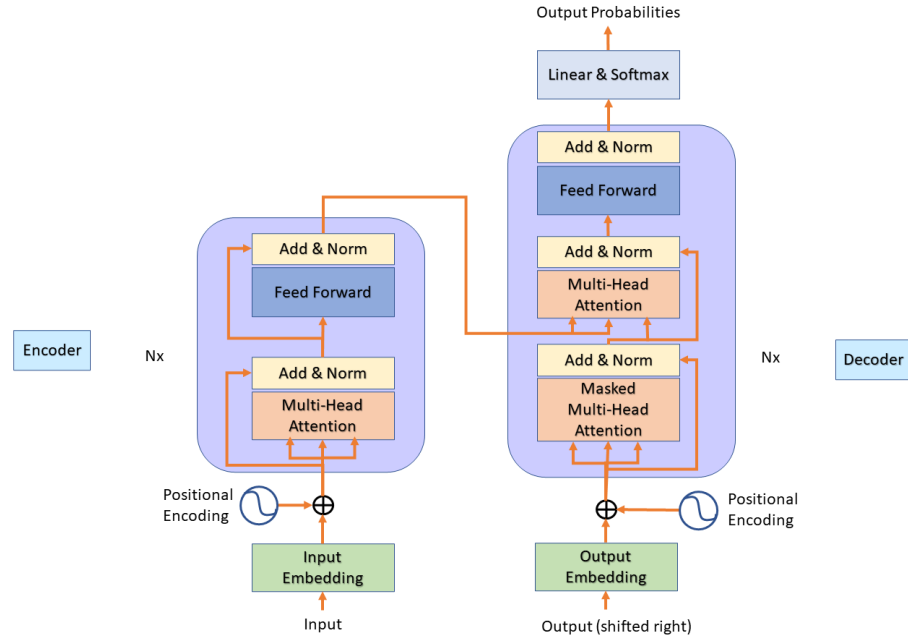 Output Probabilities
Linear & Softmax
Add & Norm
Feed Forward
Add & Norm
Multi-Head
Attention
Add & Norm
Masked
Multi-Head
Attention
Nx
Decoder
Positional
Encoding
Output
Embedding
Output (shifted right)
Add & Norm
Feed Forward
Add & Norm
Multi-Head
Attention
Encoder
Nx
Positional
Encoding
Input
Embedding
Input